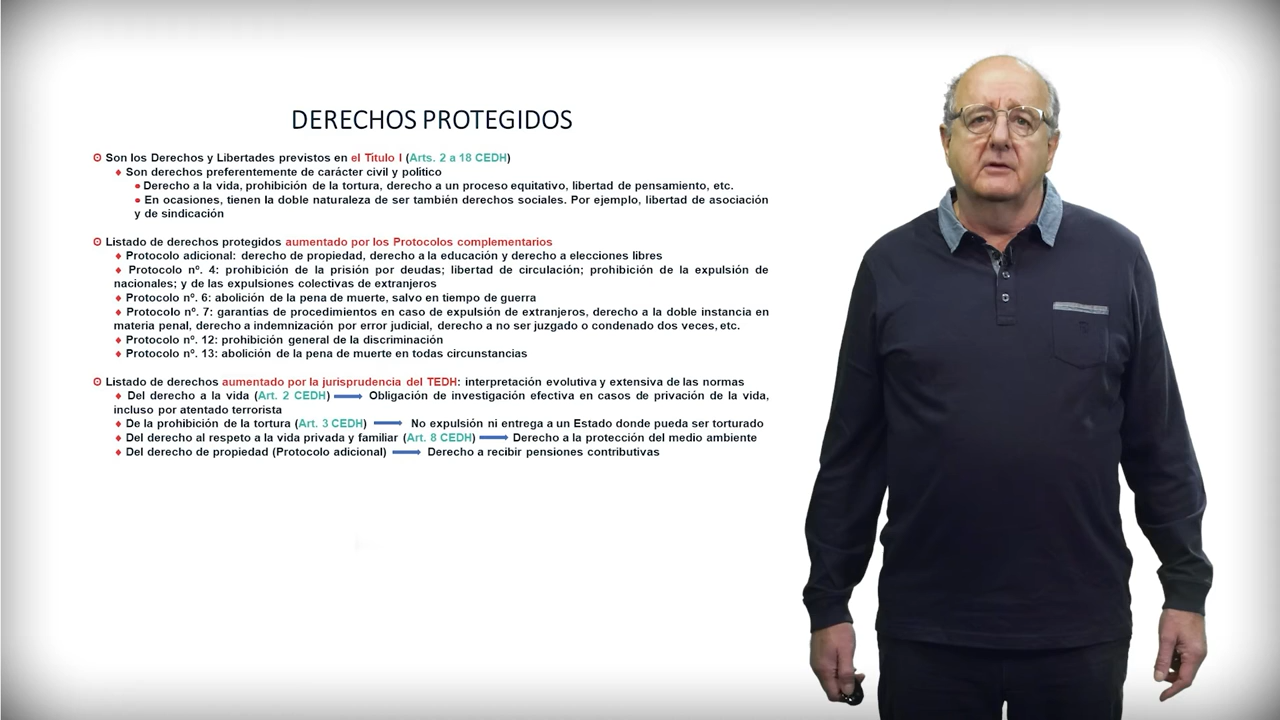 DERECHOS PROTEGIDOS
Son los Derechos y Libertades previstos en el Título I (Arts. 2 a 18 CEDH)
Son derechos preferentemente de carácter civil y político
Derecho a la vida, prohibición de la tortura, derecho a un proceso equitativo, libertad de pensamiento, etc.
En ocasiones, tienen la doble naturaleza de ser también derechos sociales. Por ejemplo, libertad de asociación
y de sindicación
Listado de derechos protegidos aumentado por los Protocolos complementarios
Protocolo adicional: derecho de propiedad, derecho a la educación y derecho a elecciones libres
Protocolo nº. 4: prohibición de la prisión por deudas; libertad de circulación; prohibición de la expulsión de
nacionales; y de las expulsiones colectivas de extranjeros
Protocolo nº. 6: abolición de la pena de muerte, salvo en tiempo de guerra
Protocolo nº. 7: garantías de procedimientos en caso de expulsión de extranjeros, derecho a la doble instancia en
materia penal, derecho a indemnización por error judicial, derecho a no ser juzgado o condenado dos veces, etc.
Protocolo nº. 12: prohibición general de la discriminación
Protocolo nº. 13: abolición de la pena de muerte en todas circunstancias
Listado de derechos aumentado por la jurisprudencia del TEDH: interpretación evolutiva y extensiva de las normas
Del derecho a la vida (Art. 2 CEDH) Obligación de investigación efectiva en casos de privación de la vida,
incluso por atentado terrorista
De la prohibición de la tortura (Art. 3 CEDH) No expulsión ni entrega a un Estado donde pueda ser torturado
Del derecho al respeto a la vida privada y familiar (Art. 8 CEDH) Derecho a la protección del medio ambiente
Del derecho de propiedad (Protocolo adicional) Derecho a recibir pensiones contributivas